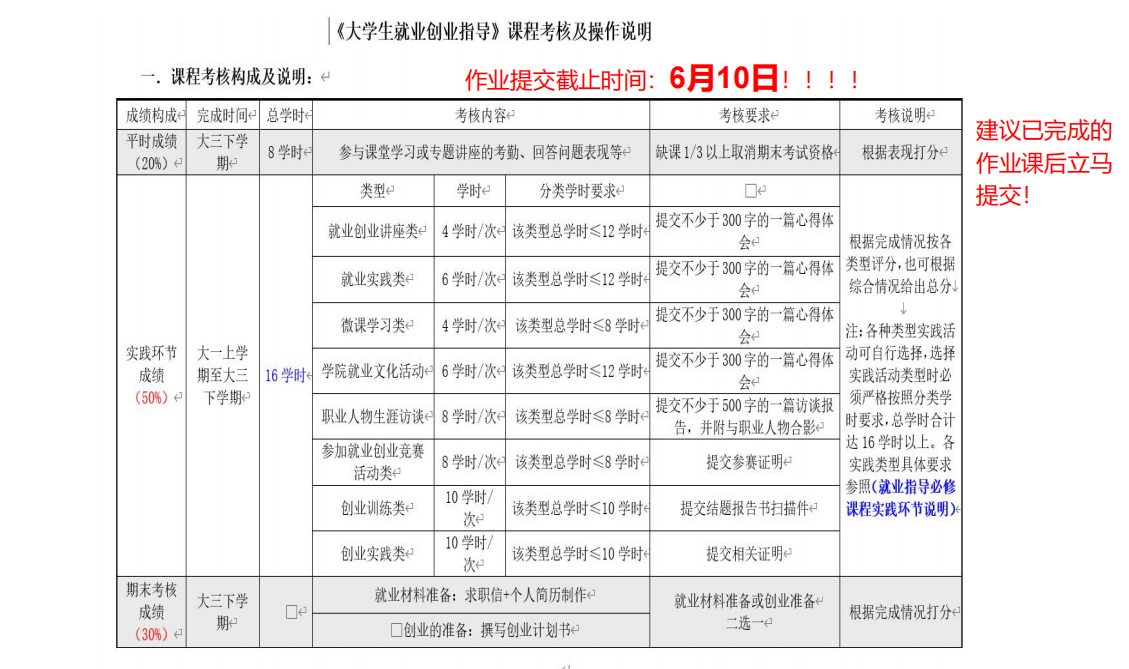 《大学生就业创业指导》课程考核及操作说明
一．课程考核构成及说明：
作业提交截止时间：6月10日！！！！
成绩构成 完成时间 总学时 考核内容 考核要求 考核说明
平时成绩
（20%）
大三下学
期
8学时
参与课堂学习或专题讲座的考勤、回答问题表现等
缺课1/3以上取消期末考试资格
根据表现打分
建议已完成的
作业课后立马
提交！
实践环节
成绩
（50%）
大一上学
期至大三
下学期
16学时
类型 学时 分类学时要求 □
就业创业讲座类 4学时/次 该类型总学时≤12学时
提交不少于300字的一篇心得体
会
就业实践类 6学时/次 该类型总学时≤12学时
提交不少于300字的一篇心得体
会
微课学习类 4学时/次 该类型总学时≤8学时
提交不少于300字的一篇心得体
会
学院就业文化活动 6学时/次 该类型总学时≤12学时
提交不少于300字的一篇心得体
会
职业人物生涯访谈 8学时/次 该类型总学时≤8学时
提交不少于500字的一篇访谈报
告，并附与职业人物合影
参加就业创业竞赛
活动类
8学时/次 该类型总学时≤8学时 提交参赛证明
创业训练类
10学时/
次
该类型总学时≤10学时 提交结题报告书扫描件
创业实践类
10学时/
次
该类型总学时≤10学时 提交相关证明
根据完成情况按各
类型评分，也可根据
综合情况给出总分↓
↓
注：各种类型实践活
动可自行选择，选择
实践活动类型时必
须严格按照分类学
时要求，总学时合计
达16学时以上。各
实践类型具体要求
参照（就业指导必修
课程实践环节说明）
期末考核
成绩
（30%）
大三下学
期
□
就业材料准备：求职信+个人简历制作
□创业的准备：撰写创业计划书
就业材料准备或创业准备
二选一
根据完成情况打分